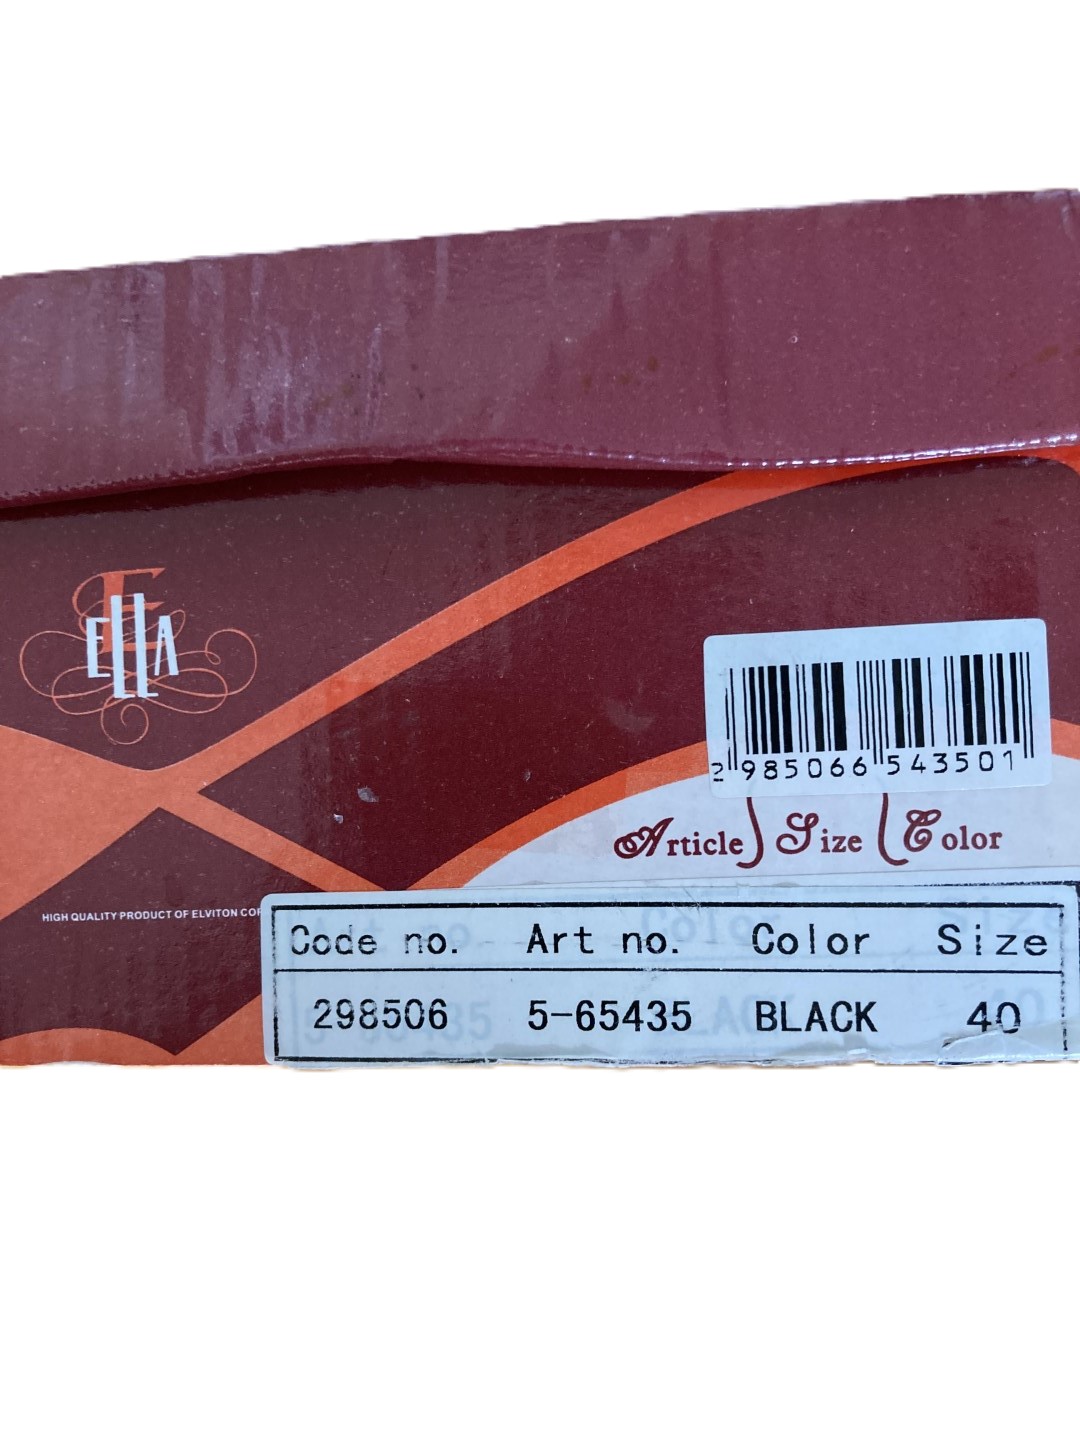 E
ELLA
2 985066 543501
Article Size Color
HIGH QUALITY PRODUCT OF ELVITON
Code no. Art no. Color Size
298506 5-65435 BLACK 40